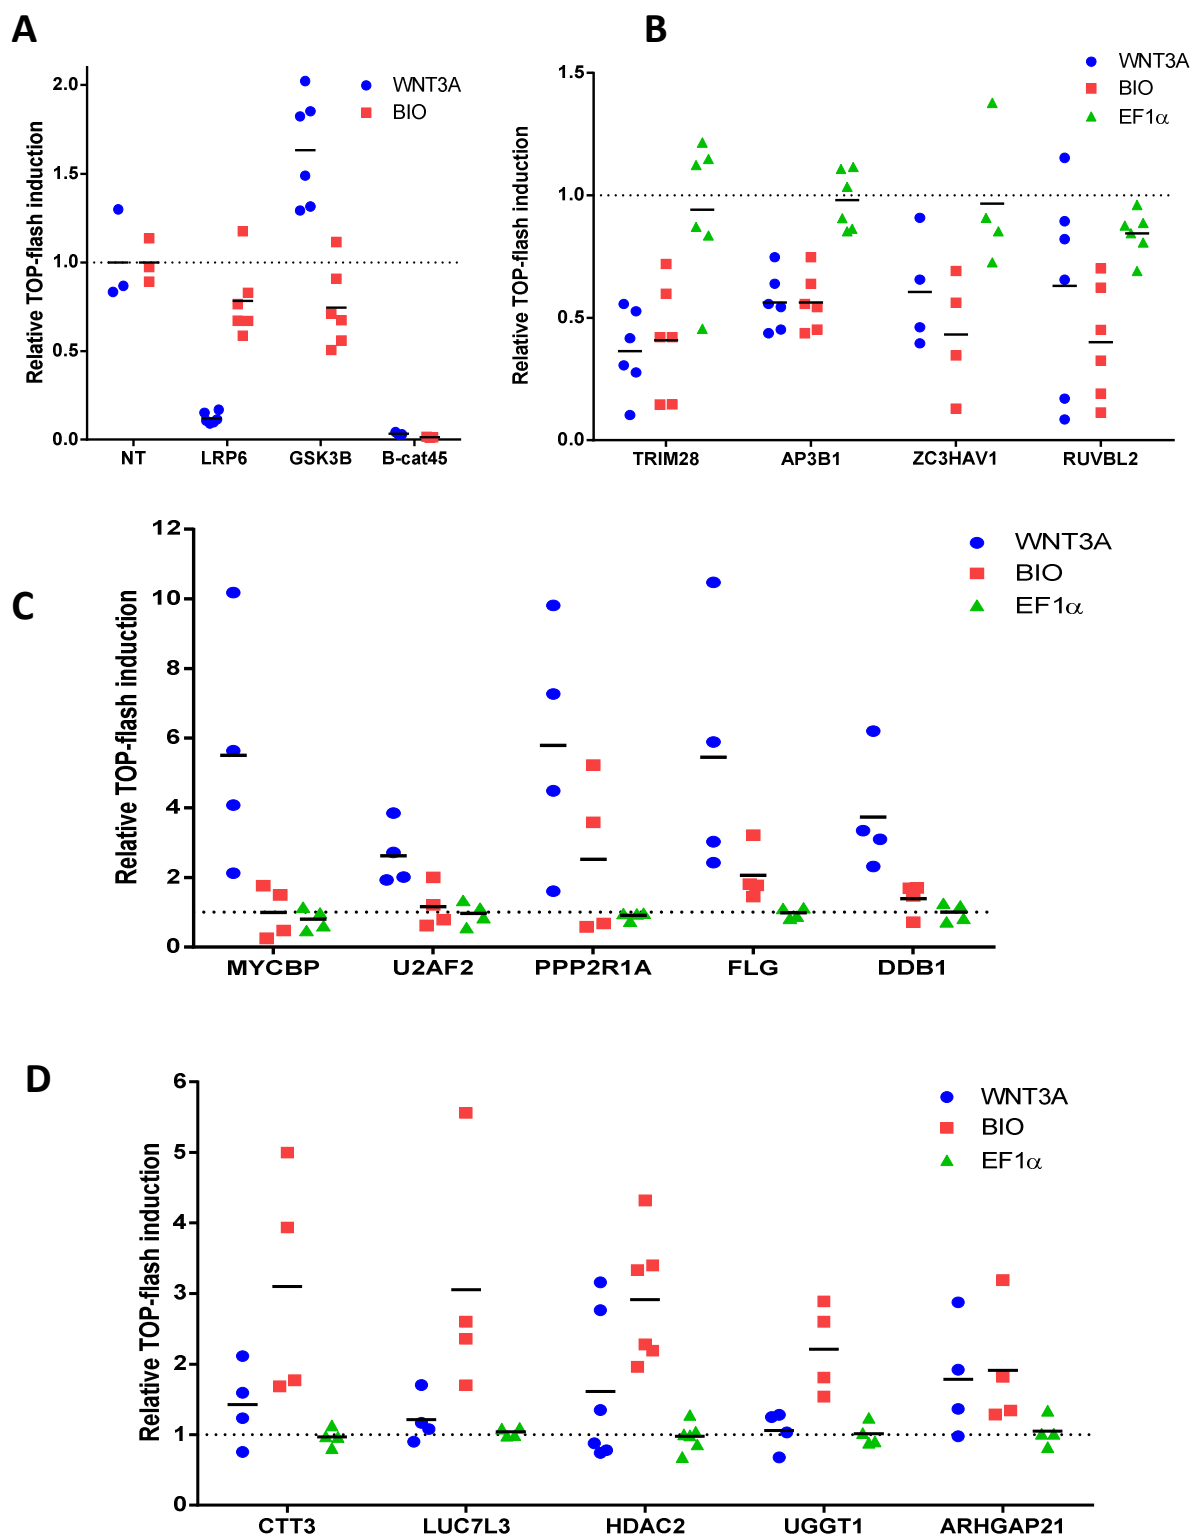 A
Relative TOP-flash induction
2.0
1.5
1.0
0.5
0.0
WNT3A
BIO
NT LRP6 GSK3B B-cat45
B
Relative TOP-flash induction
1.5
1.0
0.5
0.0
WNT3A
BIO
EF1α
TRIM28 AP3B1 ZC3HAV1 RUVBL2
C
Relative TOP-flash induction
12
10
8
6
4
2
0
WNT3A
BIO
EF1α
MYCBP U2AF2 PPP2R1A FLG DDB1
D
Relative TOP-flash induction
6
5
4
3
2
1
0
WNT3A
BIO
EF1α
CTT3 LUC7L3 HDAC2 UGGT1 ARHGAP21